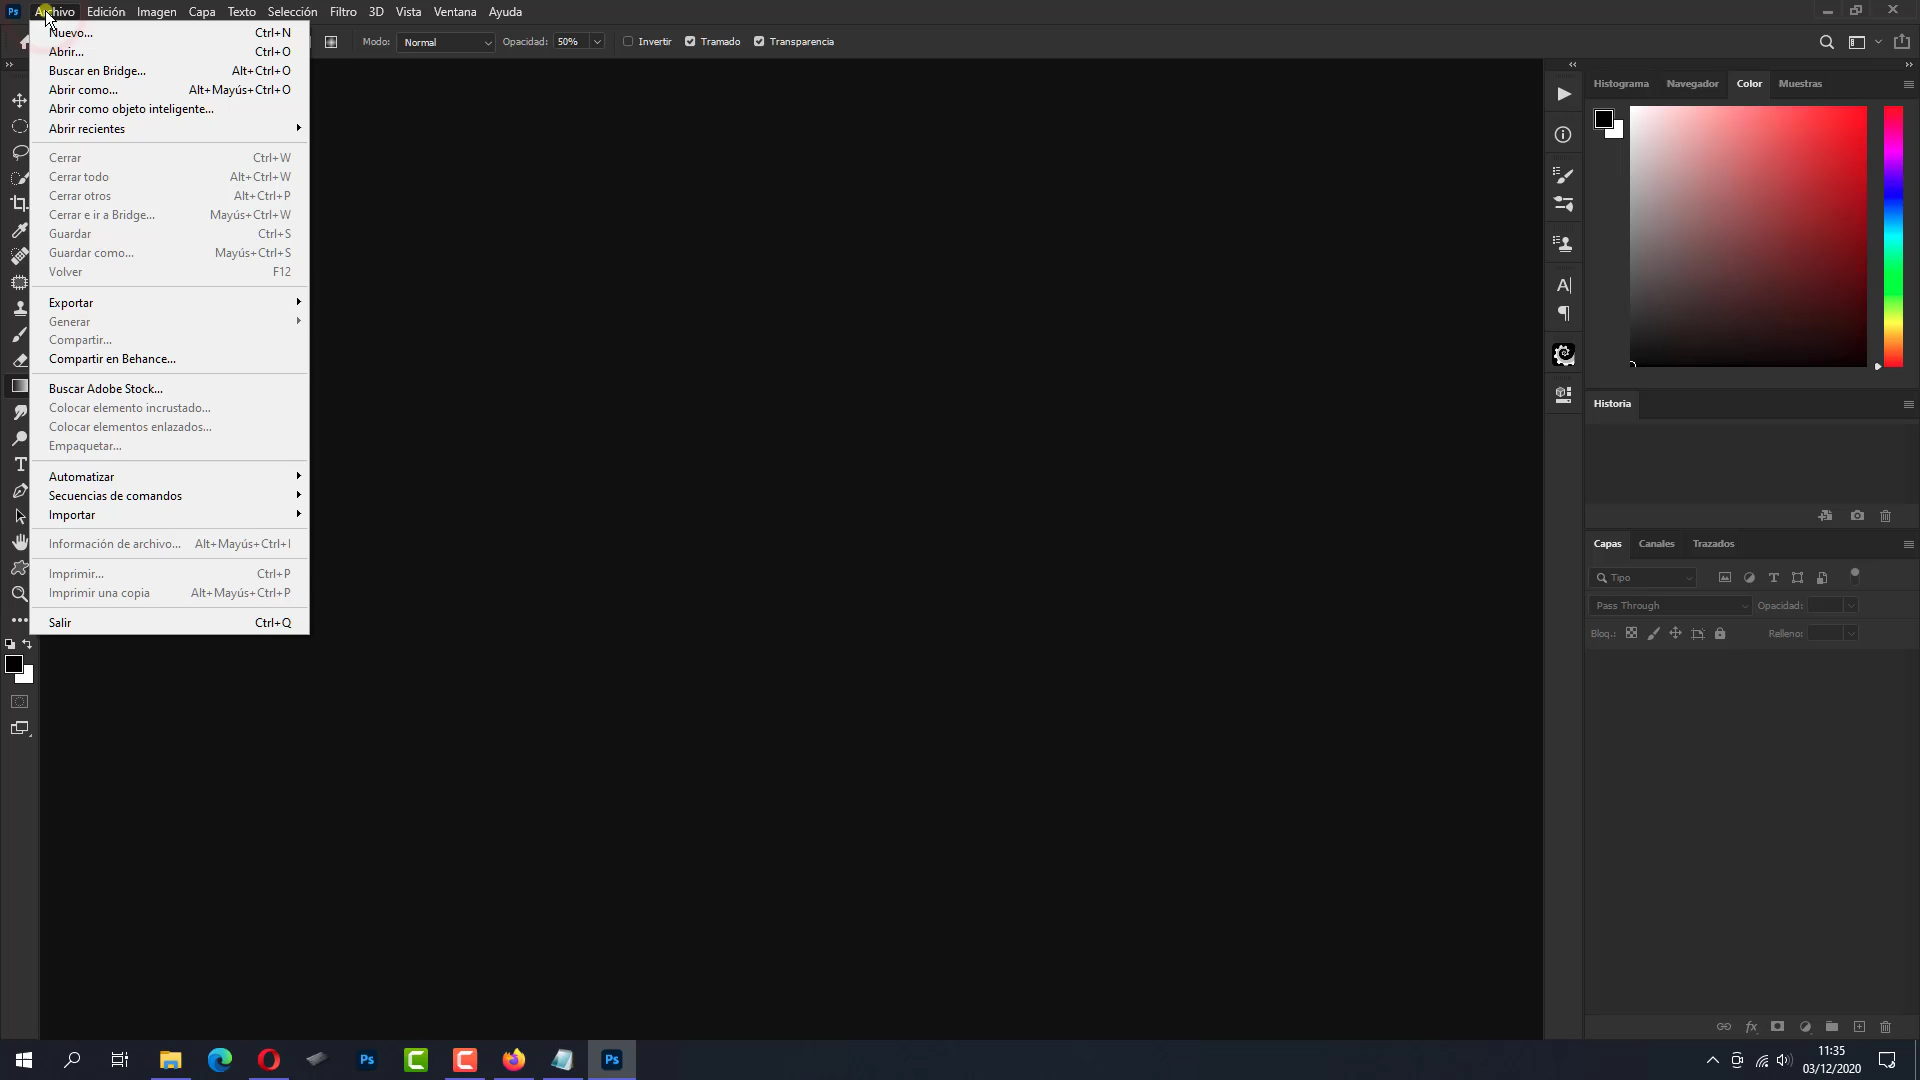 Ps Archivo Edición Imagen Capa Texto Selección Filtro 3D Vista Ventana Ayuda
Modo: Normal Opacidad: 50% Invertir Tramado Transparencia
Nuevo... Ctrl+N
Abrir... Ctrl+O
Buscar en Bridge... Alt+Ctrl+O
Abrir como... Alt+Mayús+Ctrl+O
Abrir como objeto inteligente...
Abrir recientes
Cerrar Ctrl+W
Cerrar todo Alt+Ctrl+W
Cerrar otros Alt+Ctrl+P
Cerrar e ir a Bridge... Mayús+Ctrl+W
Guardar Ctrl+S
Guardar como... Mayús+Ctrl+S
Volver F12
Exportar
Generar
Compartir...
Compartir en Behance...
Buscar Adobe Stock...
Colocar elemento incrustado...
Colocar elementos enlazados...
Empaquetar...
Automatizar
Secuencias de comandos
Importar
Información de archivo... Alt+Mayús+Ctrl+I
Imprimir... Ctrl+P
Imprimir una copia Alt+Mayús+Ctrl+P
Salir Ctrl+Q
Histograma Navegador Color Muestras
Historia
Capas Canales Trazados
Tipo
Pass Through Opacidad:
Bloq.: Relleno:
Ps Ps
11:35
03/12/2020